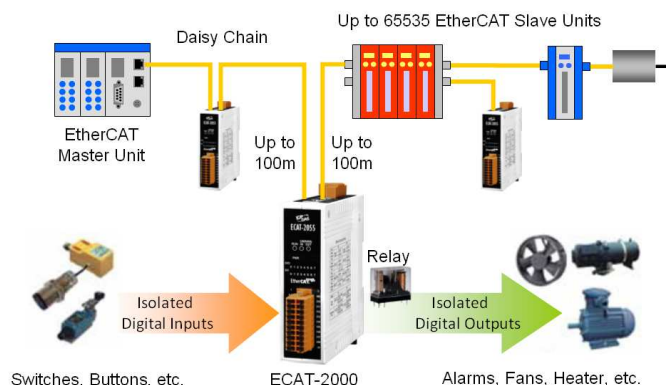 Up to 65535 EtherCAT Slave Units
Daisy Chain
EtherCAT
Master Unit
Up to
100m
Up to
100m
ECAT-2055
EtherCAT
Relay
Isolated
Digital Inputs
Isolated
Digital Outputs
Switches, Buttons, etc.
ECAT-2000
Alarms, Fans, Heater, etc.